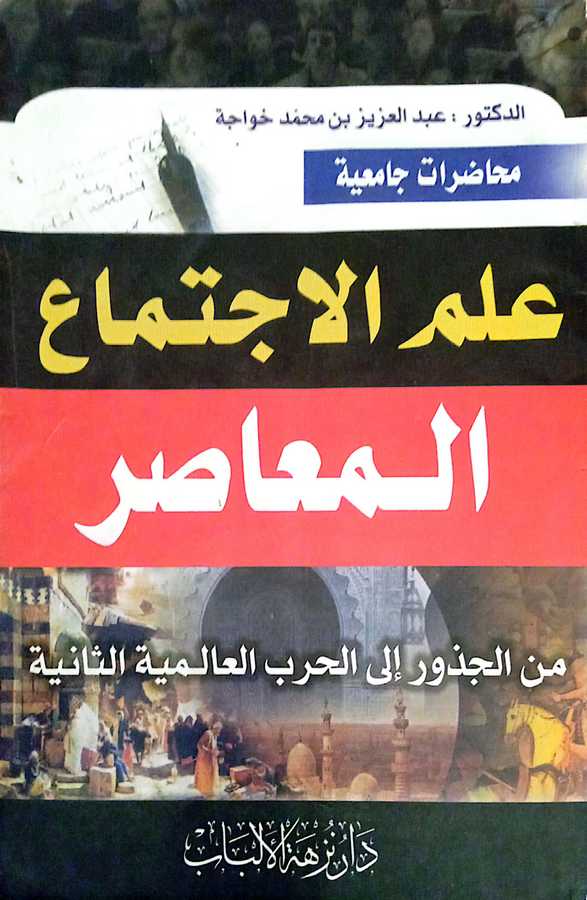 الدكتور : عبد العزيز بن محمد خواجة
محاضرات جامعية
علم الاجتماع
المعاصر
من الجذور إلى الحرب العالمية الثانية
دار نزهة الألباب